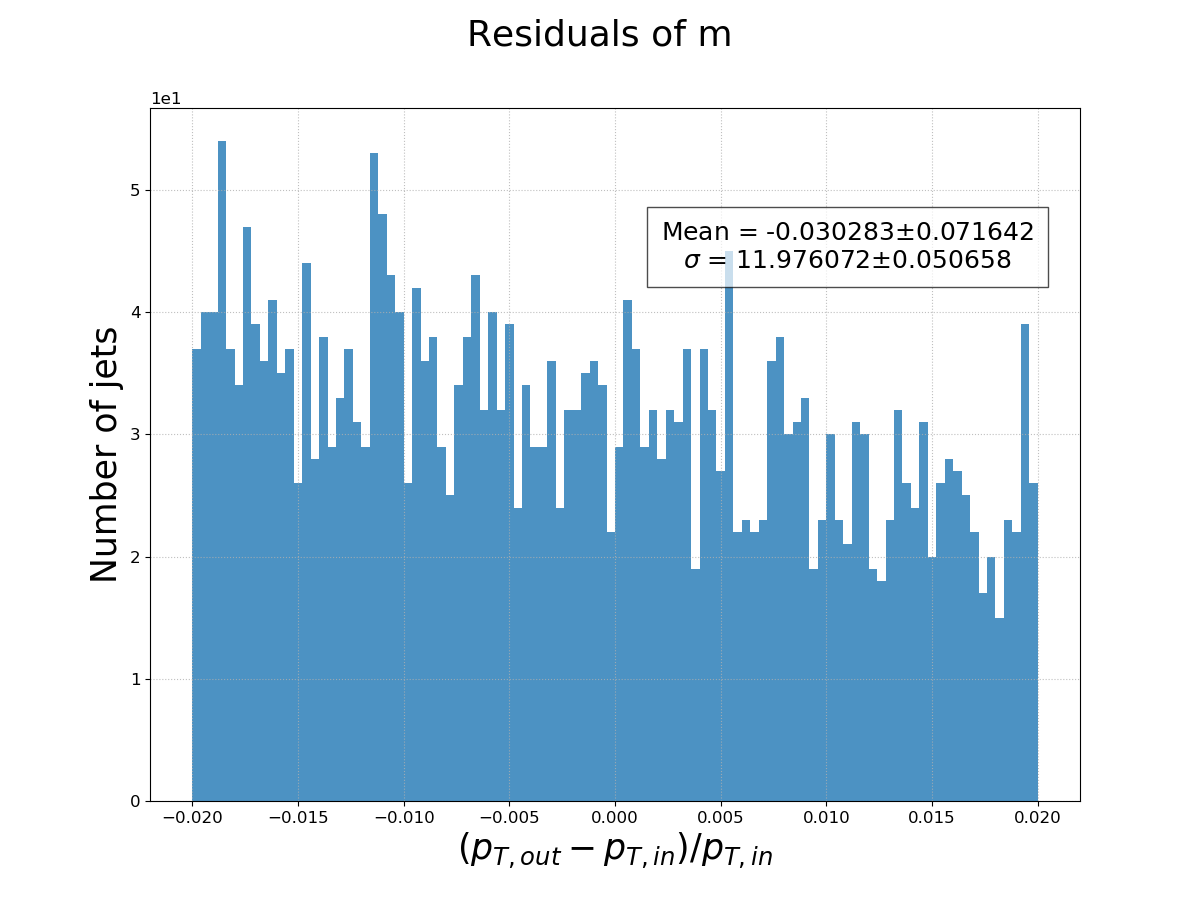 Residuals of m
1e1
5
4
3
2
1
0
Number of jets
Mean = -0.030283±0.071642
σ = 11.976072±0.050658
−0.020 −0.015 −0.010 −0.005 0.000 0.005 0.010 0.015 0.020
(p_{T,out} − p_{T,in})/p_{T,in}